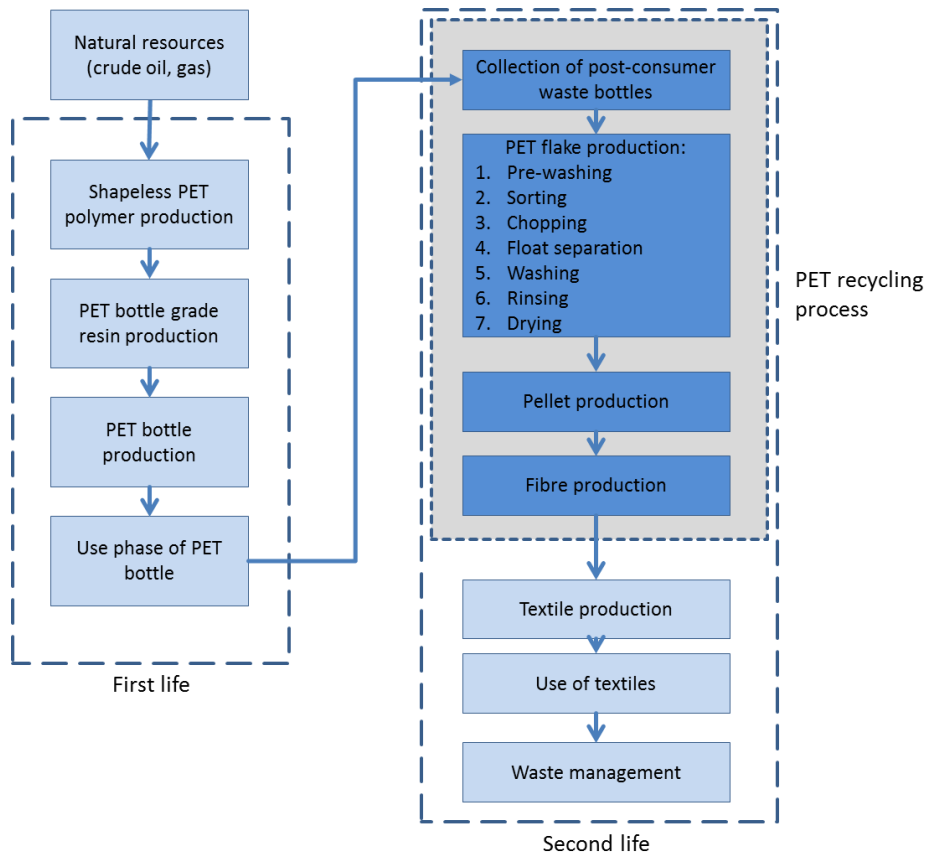 Natural resources
(crude oil, gas)
Shapeless PET
polymer production
PET bottle grade
resin production
PET bottle
production
Use phase of PET
bottle
First life
Collection of post-consumer
waste bottles
PET flake production:
1. Pre-washing
2. Sorting
3. Chopping
4. Float separation
5. Washing
6. Rinsing
7. Drying
Pellet production
Fibre production
PET recycling
process
Textile production
Use of textiles
Waste management
Second life